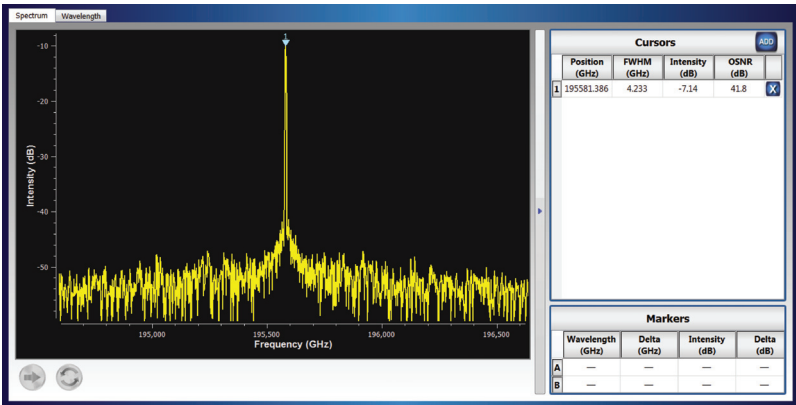 Spectrum Wavelength
1
-10
-20
-30
-40
-50
Intensity (dB)
195,000 195,500 196,000 196,500
Frequency (GHz)
Cursors ADD
Position (GHz) FWHM (GHz) Intensity (dB) OSNR (dB)
1 195581.386 4.233 -7.14 41.8 X
Markers
Wavelength (GHz) Delta (GHz) Intensity (dB) Delta (dB)
A — — — —
B — — — —